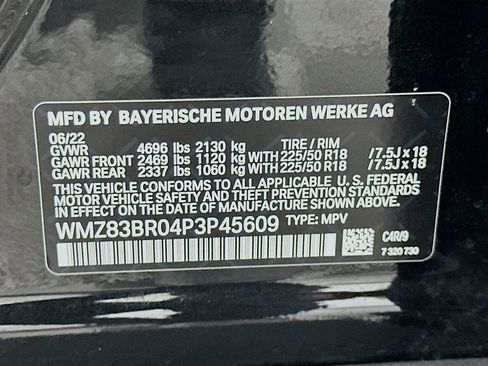 MFD BY BAYERISCHE MOTOREN WERKE AG
06/22
GVWR 4696 lbs 2130 kg TIRE / RIM
GAWR FRONT 2469 lbs 1120 kg WITH 225/50 R18 /7.5J x 18
GAWR REAR 2337 lbs 1060 kg WITH 225/50 R18 /7.5J x 18
THIS VEHICLE CONFORMS TO ALL APPLICABLE U.S. FEDERAL
MOTOR VEHICLE SAFETY AND THEFT PREVENTION STANDARDS
IN EFFECT ON THE DATE OF MANUFACTURE SHOWN ABOVE.
WMZ83BR04P3P45609 TYPE: MPV
C4R/9
7 320 730